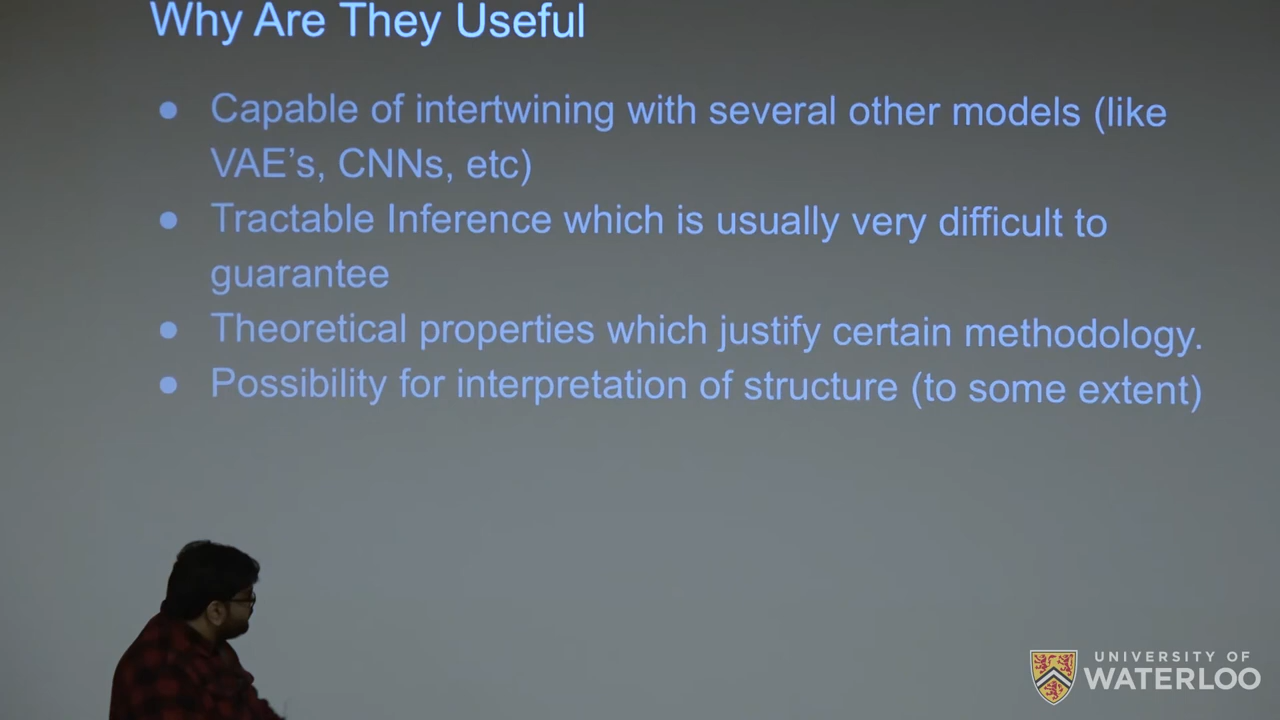 Why Are They Useful
● Capable of intertwining with several other models (like
VAE's, CNNs, etc)
● Tractable Inference which is usually very difficult to
guarantee
● Theoretical properties which justify certain methodology.
● Possibility for interpretation of structure (to some extent)
UNIVERSITY OF
WATERLOO